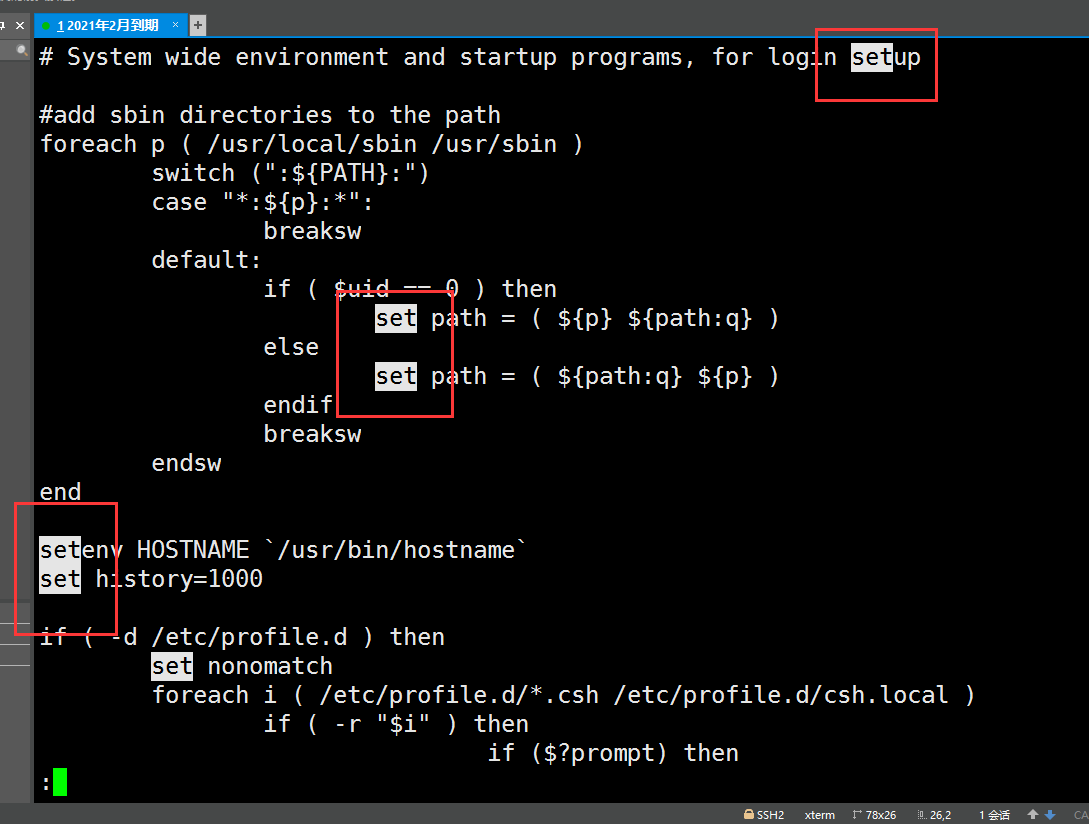 1 2021年2月到期 × +
# System wide environment and startup programs, for login setup
#add sbin directories to the path
foreach p ( /usr/local/sbin /usr/sbin )
switch (":${PATH}:")
case "*:${p}:*":
breaksw
default:
if ( $uid == 0 ) then
set path = ( ${p} ${path:q} )
else
set path = ( ${path:q} ${p} )
endif
breaksw
endsw
end
setenv HOSTNAME `/usr/bin/hostname`
set history=1000
if ( -d /etc/profile.d ) then
set nonomatch
foreach i ( /etc/profile.d/*.csh /etc/profile.d/csh.local )
if ( -r "$i" ) then
if ($?prompt) then
:
SSH2 xterm 78x26 26,2 1 会话